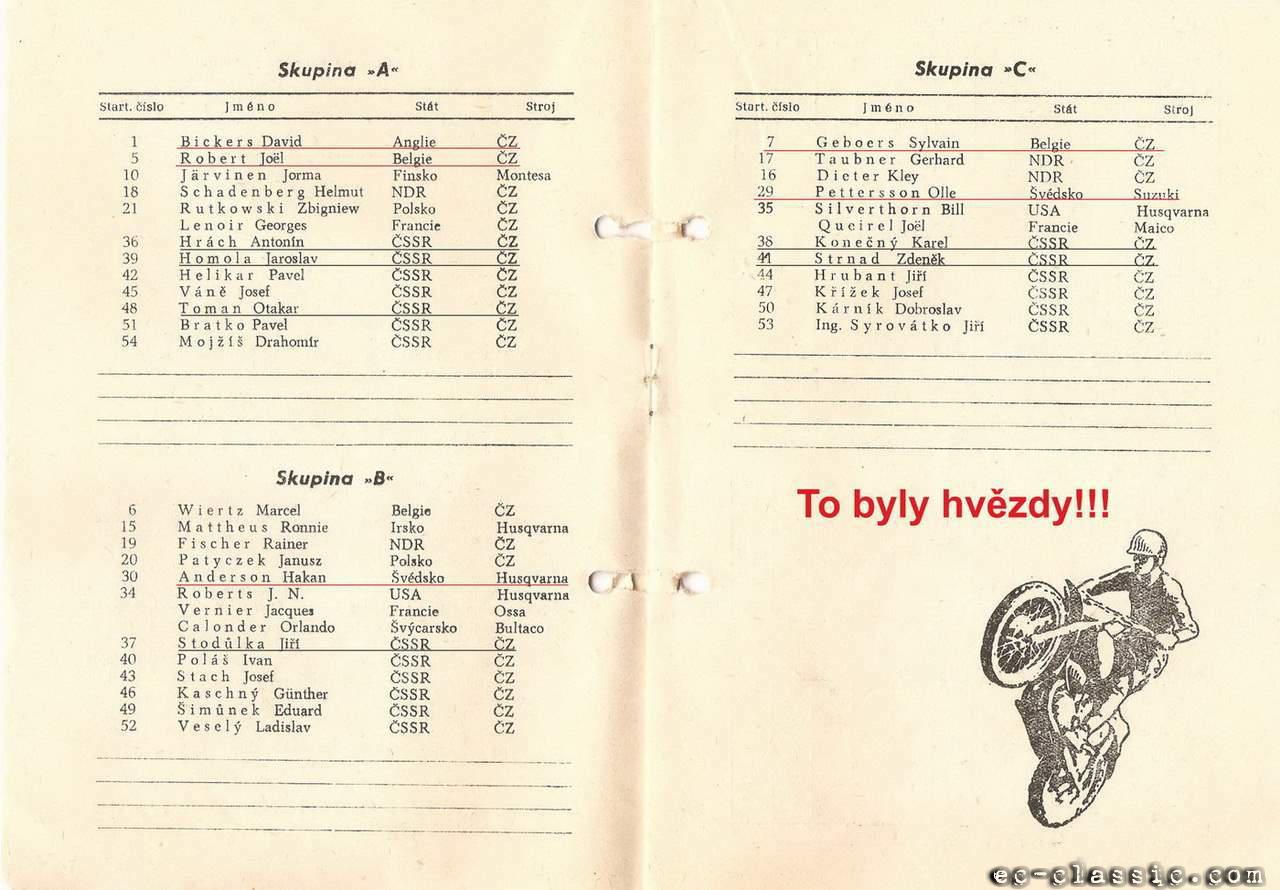 Skupina »A«
Start. číslo Jméno Stát Stroj
1 Bickers David Anglie ČZ
5 Robert Joël Belgie ČZ
10 Järvinen Jorma Finsko Montesa
18 Schadenberg Helmut NDR ČZ
21 Rutkowski Zbigniew Polsko ČZ
Lenoir Georges Francie ČZ
36 Hrách Antonín ČSSR ČZ
39 Homola Jaroslav ČSSR ČZ
42 Helikar Pavel ČSSR ČZ
45 Váně Josef ČSSR ČZ
48 Toman Otakar ČSSR ČZ
51 Bratko Pavel ČSSR ČZ
54 Mojžíš Drahomír ČSSR ČZ
Skupina »B«
6 Wiertz Marcel Belgie ČZ
15 Mattheus Ronnie Irsko Husqvarna
19 Fischer Rainer NDR ČZ
20 Patyczek Janusz Polsko ČZ
30 Anderson Hakan Švédsko Husqvarna
34 Roberts J. N. USA Husqvarna
Vernier Jacques Francie Ossa
Calonder Orlando Švýcarsko Bultaco
37 Stodůlka Jiří ČSSR ČZ
40 Poláš Ivan ČSSR ČZ
43 Stach Josef ČSSR ČZ
46 Kaschný Günther ČSSR ČZ
49 Šimůnek Eduard ČSSR ČZ
52 Veselý Ladislav ČSSR ČZ
Skupina »C«
Start. číslo Jméno Stát Stroj
7 Geboers Sylvain Belgie ČZ
17 Taubner Gerhard NDR ČZ
16 Dieter Kley NDR ČZ
29 Pettersson Olle Švédsko Suzuki
35 Silverthorn Bill USA Husqvarna
Queirel Joël Francie Maico
38 Konečný Karel ČSSR ČZ
41 Strnad Zdeněk ČSSR ČZ
44 Hrubant Jiří ČSSR ČZ
47 Křížek Josef ČSSR ČZ
50 Kárník Dobroslav ČSSR ČZ
53 Ing. Syrovátko Jiří ČSSR ČZ
To byly hvězdy!!!
ec-classic.com